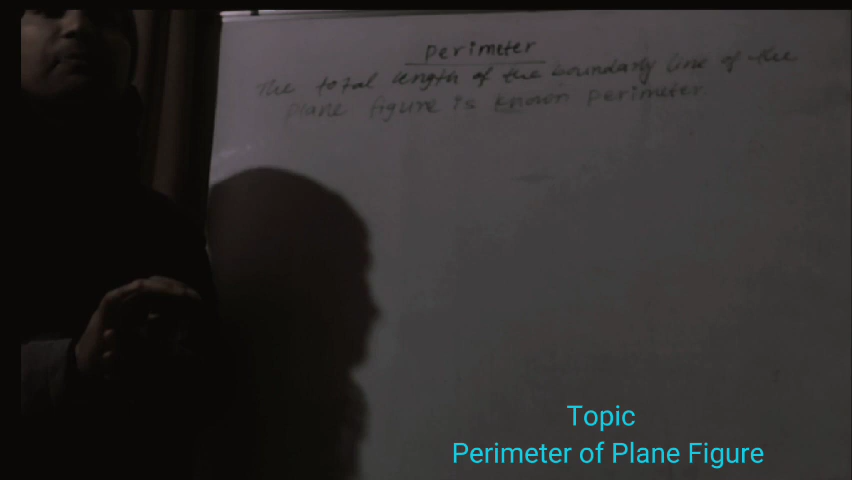 Perimeter
The total length of the boundary line of the
plane figure is known perimeter
Topic
Perimeter of Plane Figure